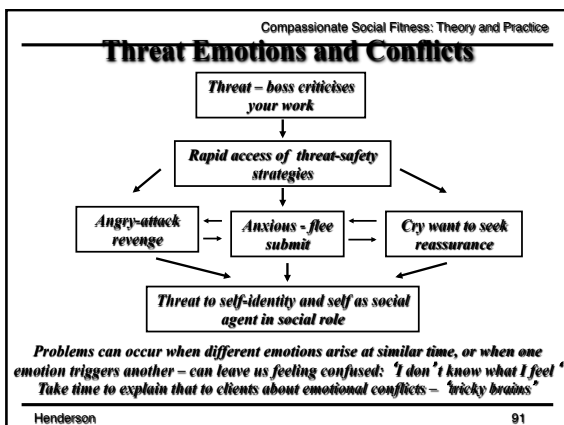 Compassionate Social Fitness: Theory and Practice
Threat Emotions and Conflicts
Threat – boss criticises
your work
Rapid access of threat-safety
strategies
Angry-attack
revenge
Anxious - flee
submit
Cry want to seek
reassurance
Threat to self-identity and self as social
agent in social role
Problems can occur when different emotions arise at similar time, or when one
emotion triggers another – can leave us feeling confused: ‘I don’t know what I feel‘
Take time to explain that to clients about emotional conflicts – ‘tricky brains’
Henderson
91